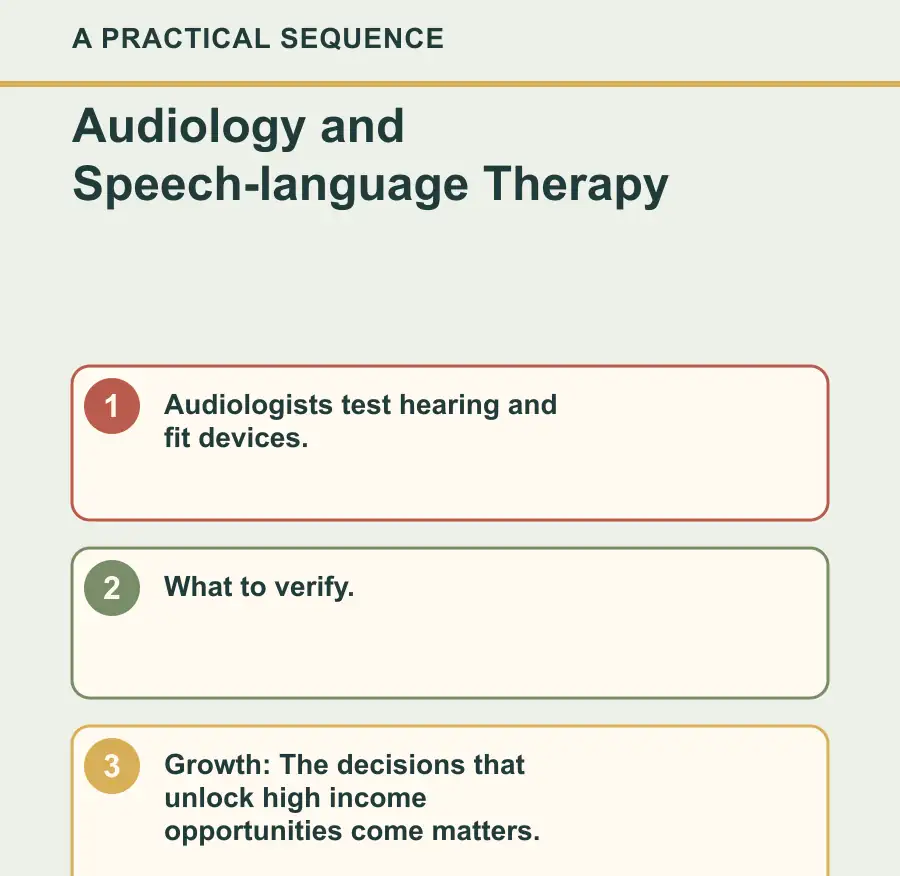 A PRACTICAL SEQUENCE
Audiology and
Speech-language Therapy
1
Audiologists test hearing and
fit devices.
2
What to verify.
3
Growth: The decisions that
unlock high income
opportunities come matters.